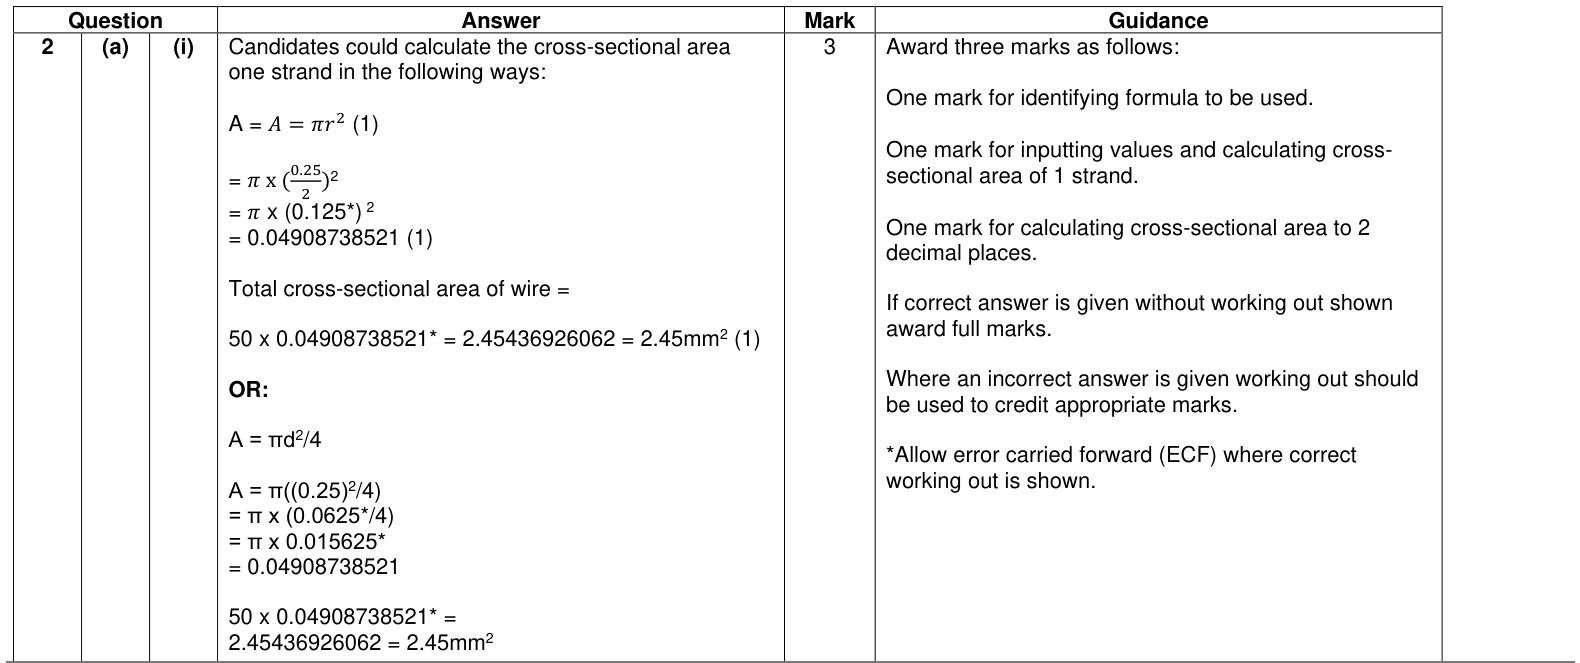 Question Answer Mark Guidance
2 (a) (i) Candidates could calculate the cross-sectional area
one strand in the following ways:
A = 𝐴 = 𝜋𝑟² (1)
= 𝜋 x (0.25/2)²
= 𝜋 x (0.125*) ²
= 0.04908738521 (1)
Total cross-sectional area of wire =
50 x 0.04908738521* = 2.45436926062 = 2.45mm² (1)
OR:
A = πd²/4
A = π((0.25)²/4)
= π x (0.0625*/4)
= π x 0.015625*
= 0.04908738521
50 x 0.04908738521* =
2.45436926062 = 2.45mm²
3
Award three marks as follows:
One mark for identifying formula to be used.
One mark for inputting values and calculating cross-
sectional area of 1 strand.
One mark for calculating cross-sectional area to 2
decimal places.
If correct answer is given without working out shown
award full marks.
Where an incorrect answer is given working out should
be used to credit appropriate marks.
*Allow error carried forward (ECF) where correct
working out is shown.